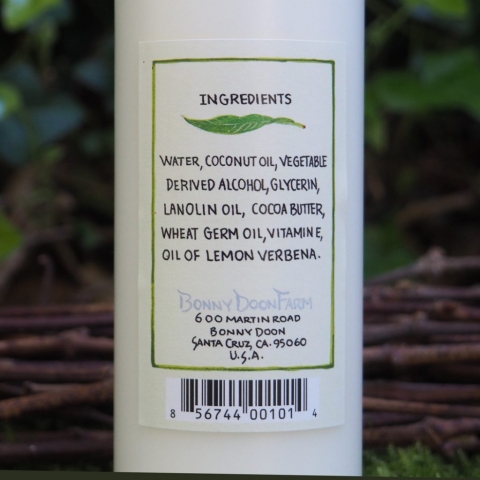 INGREDIENTS
WATER, COCONUT OIL, VEGETABLE
DERIVED ALCOHOL, GLYCERIN,
LANOLIN OIL, COCOA BUTTER,
WHEAT GERM OIL, VITAMIN E,
OIL OF LEMON VERBENA.
BONNY DOON FARM
600 MARTIN ROAD
BONNY DOON
SANTA CRUZ, CA. 95060
U.S.A.
8 56744 00101 4